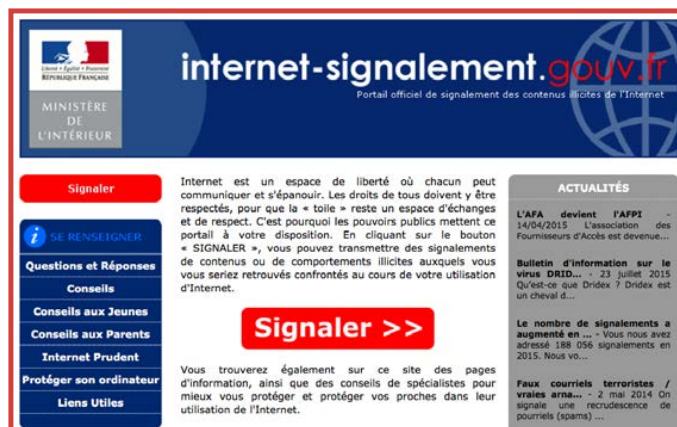 Liberté • Égalité • Fraternité
RÉPUBLIQUE FRANÇAISE
MINISTÈRE
DE
L'INTÉRIEUR
internet-signalement.gouv.fr
Portail officiel de signalement des contenus illicites de l'Internet
Signaler
i SE RENSEIGNER
Questions et Réponses
Conseils
Conseils aux Jeunes
Conseils aux Parents
Internet Prudent
Protéger son ordinateur
Liens Utiles
Internet est un espace de liberté où chacun peut
communiquer et s'épanouir. Les droits de tous doivent y être
respectés, pour que la « toile » reste un espace d'échanges
et de respect. C'est pourquoi les pouvoirs publics mettent ce
portail à votre disposition. En cliquant sur le bouton
« SIGNALER », vous pouvez transmettre des signalements
de contenus ou de comportements illicites auxquels vous
vous seriez retrouvés confrontés au cours de votre utilisation
d'Internet.
Signaler >>
Vous trouverez également sur ce site des pages
d'information, ainsi que des conseils de spécialistes pour
mieux vous protéger et protéger vos proches dans leur
utilisation de l'Internet.
ACTUALITÉS
L'AFA devient l'AFPI -
14/04/2015 L'association des
Fournisseurs d'Accès est devenue...
Bulletin d'information sur le
virus DRID... - 23 juillet 2015
Qu'est-ce que Dridex ? Dridex est
un cheval d...
Le nombre de signalements a
augmenté en ... - Vous nous avez
adressé 188 056 signalements en
2015. Nous vo...
Faux courriels terroristes /
vraies arna... - 2 mai 2014 On
signale une recrudescence de
pourriels (spams) ...